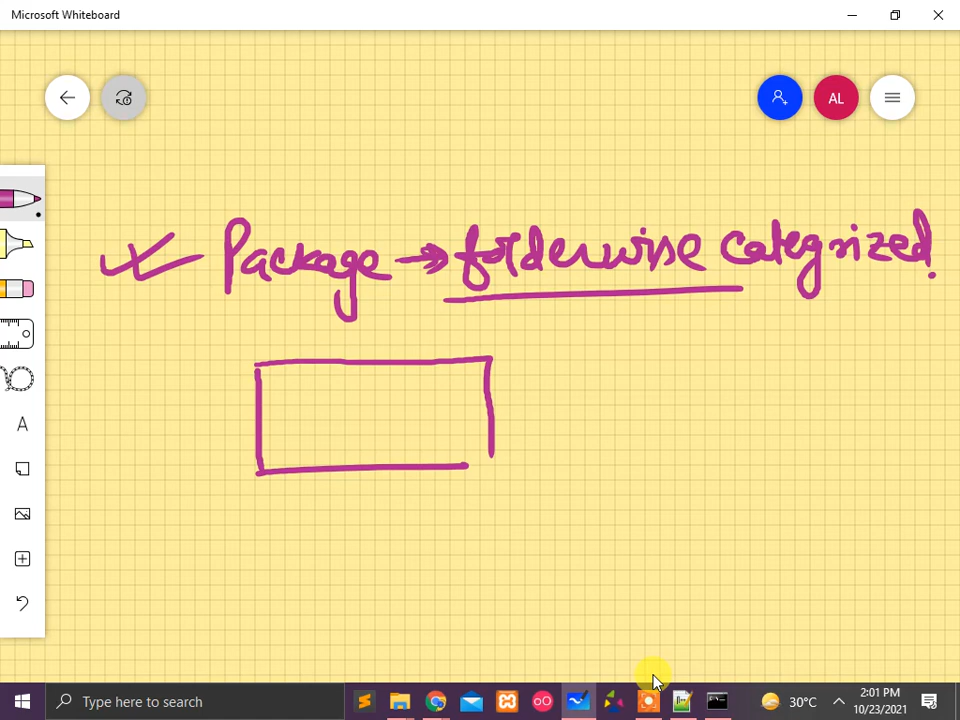 Microsoft Whiteboard
AL
Package → folderwise categrized.
A
Type here to search
30°C
2:01 PM
10/23/2021